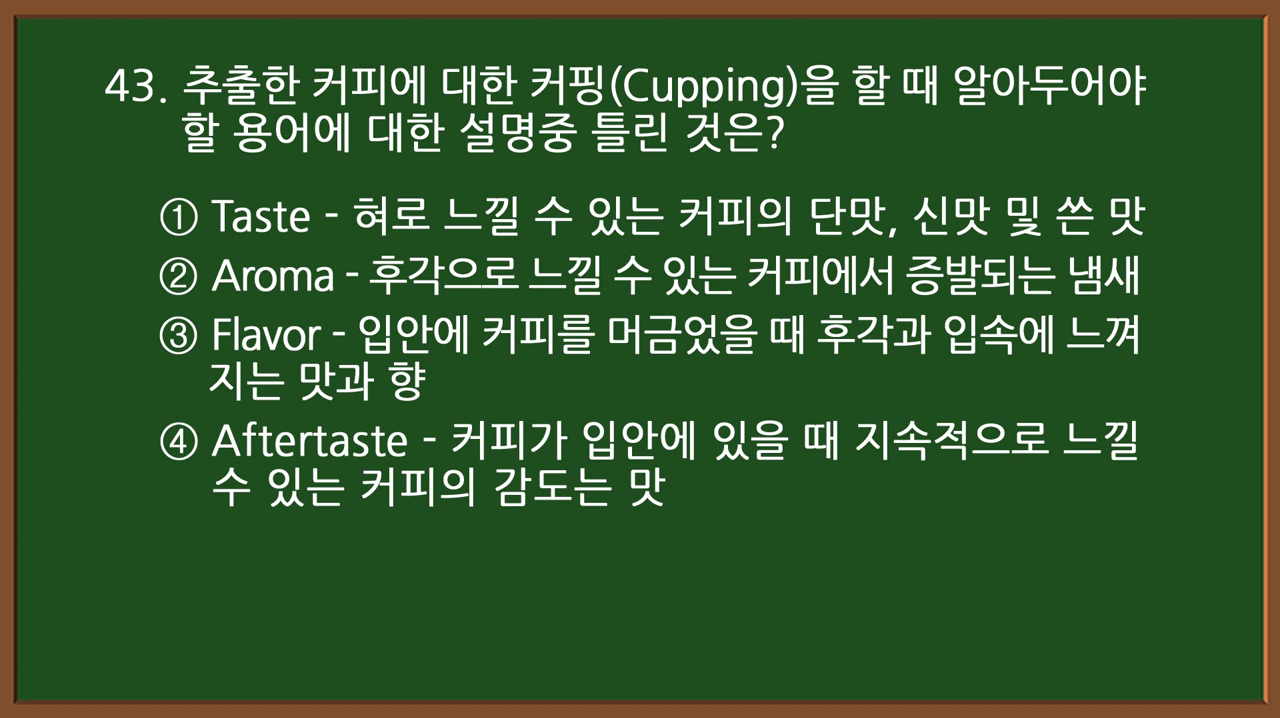 43. 추출한 커피에 대한 커핑(Cupping)을 할 때 알아두어야
할 용어에 대한 설명중 틀린 것은?
① Taste - 혀로 느낄 수 있는 커피의 단맛, 신맛 및 쓴 맛
② Aroma - 후각으로 느낄 수 있는 커피에서 증발되는 냄새
③ Flavor - 입안에 커피를 머금었을 때 후각과 입속에 느껴
지는 맛과 향
④ Aftertaste - 커피가 입안에 있을 때 지속적으로 느낄
수 있는 커피의 감도는 맛